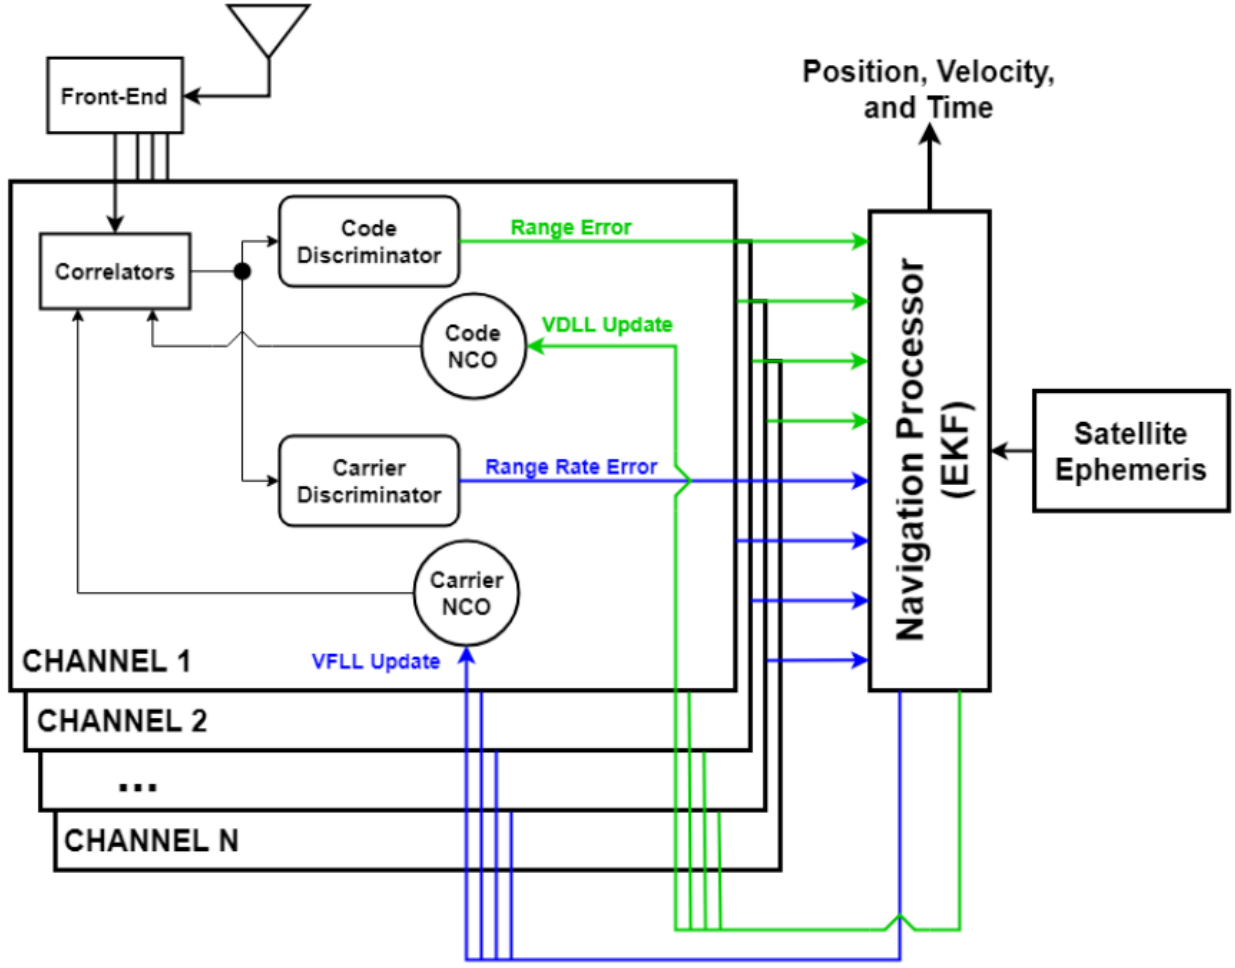 Position, Velocity,
and Time
Front-End
Code
Discriminator
Range Error
Correlators
Code
NCO
VDLL Update
Carrier
Discriminator
Range Rate Error
Navigation Processor
(EKF)
Satellite
Ephemeris
Carrier
NCO
VFLL Update
CHANNEL 1
CHANNEL 2
...
CHANNEL N